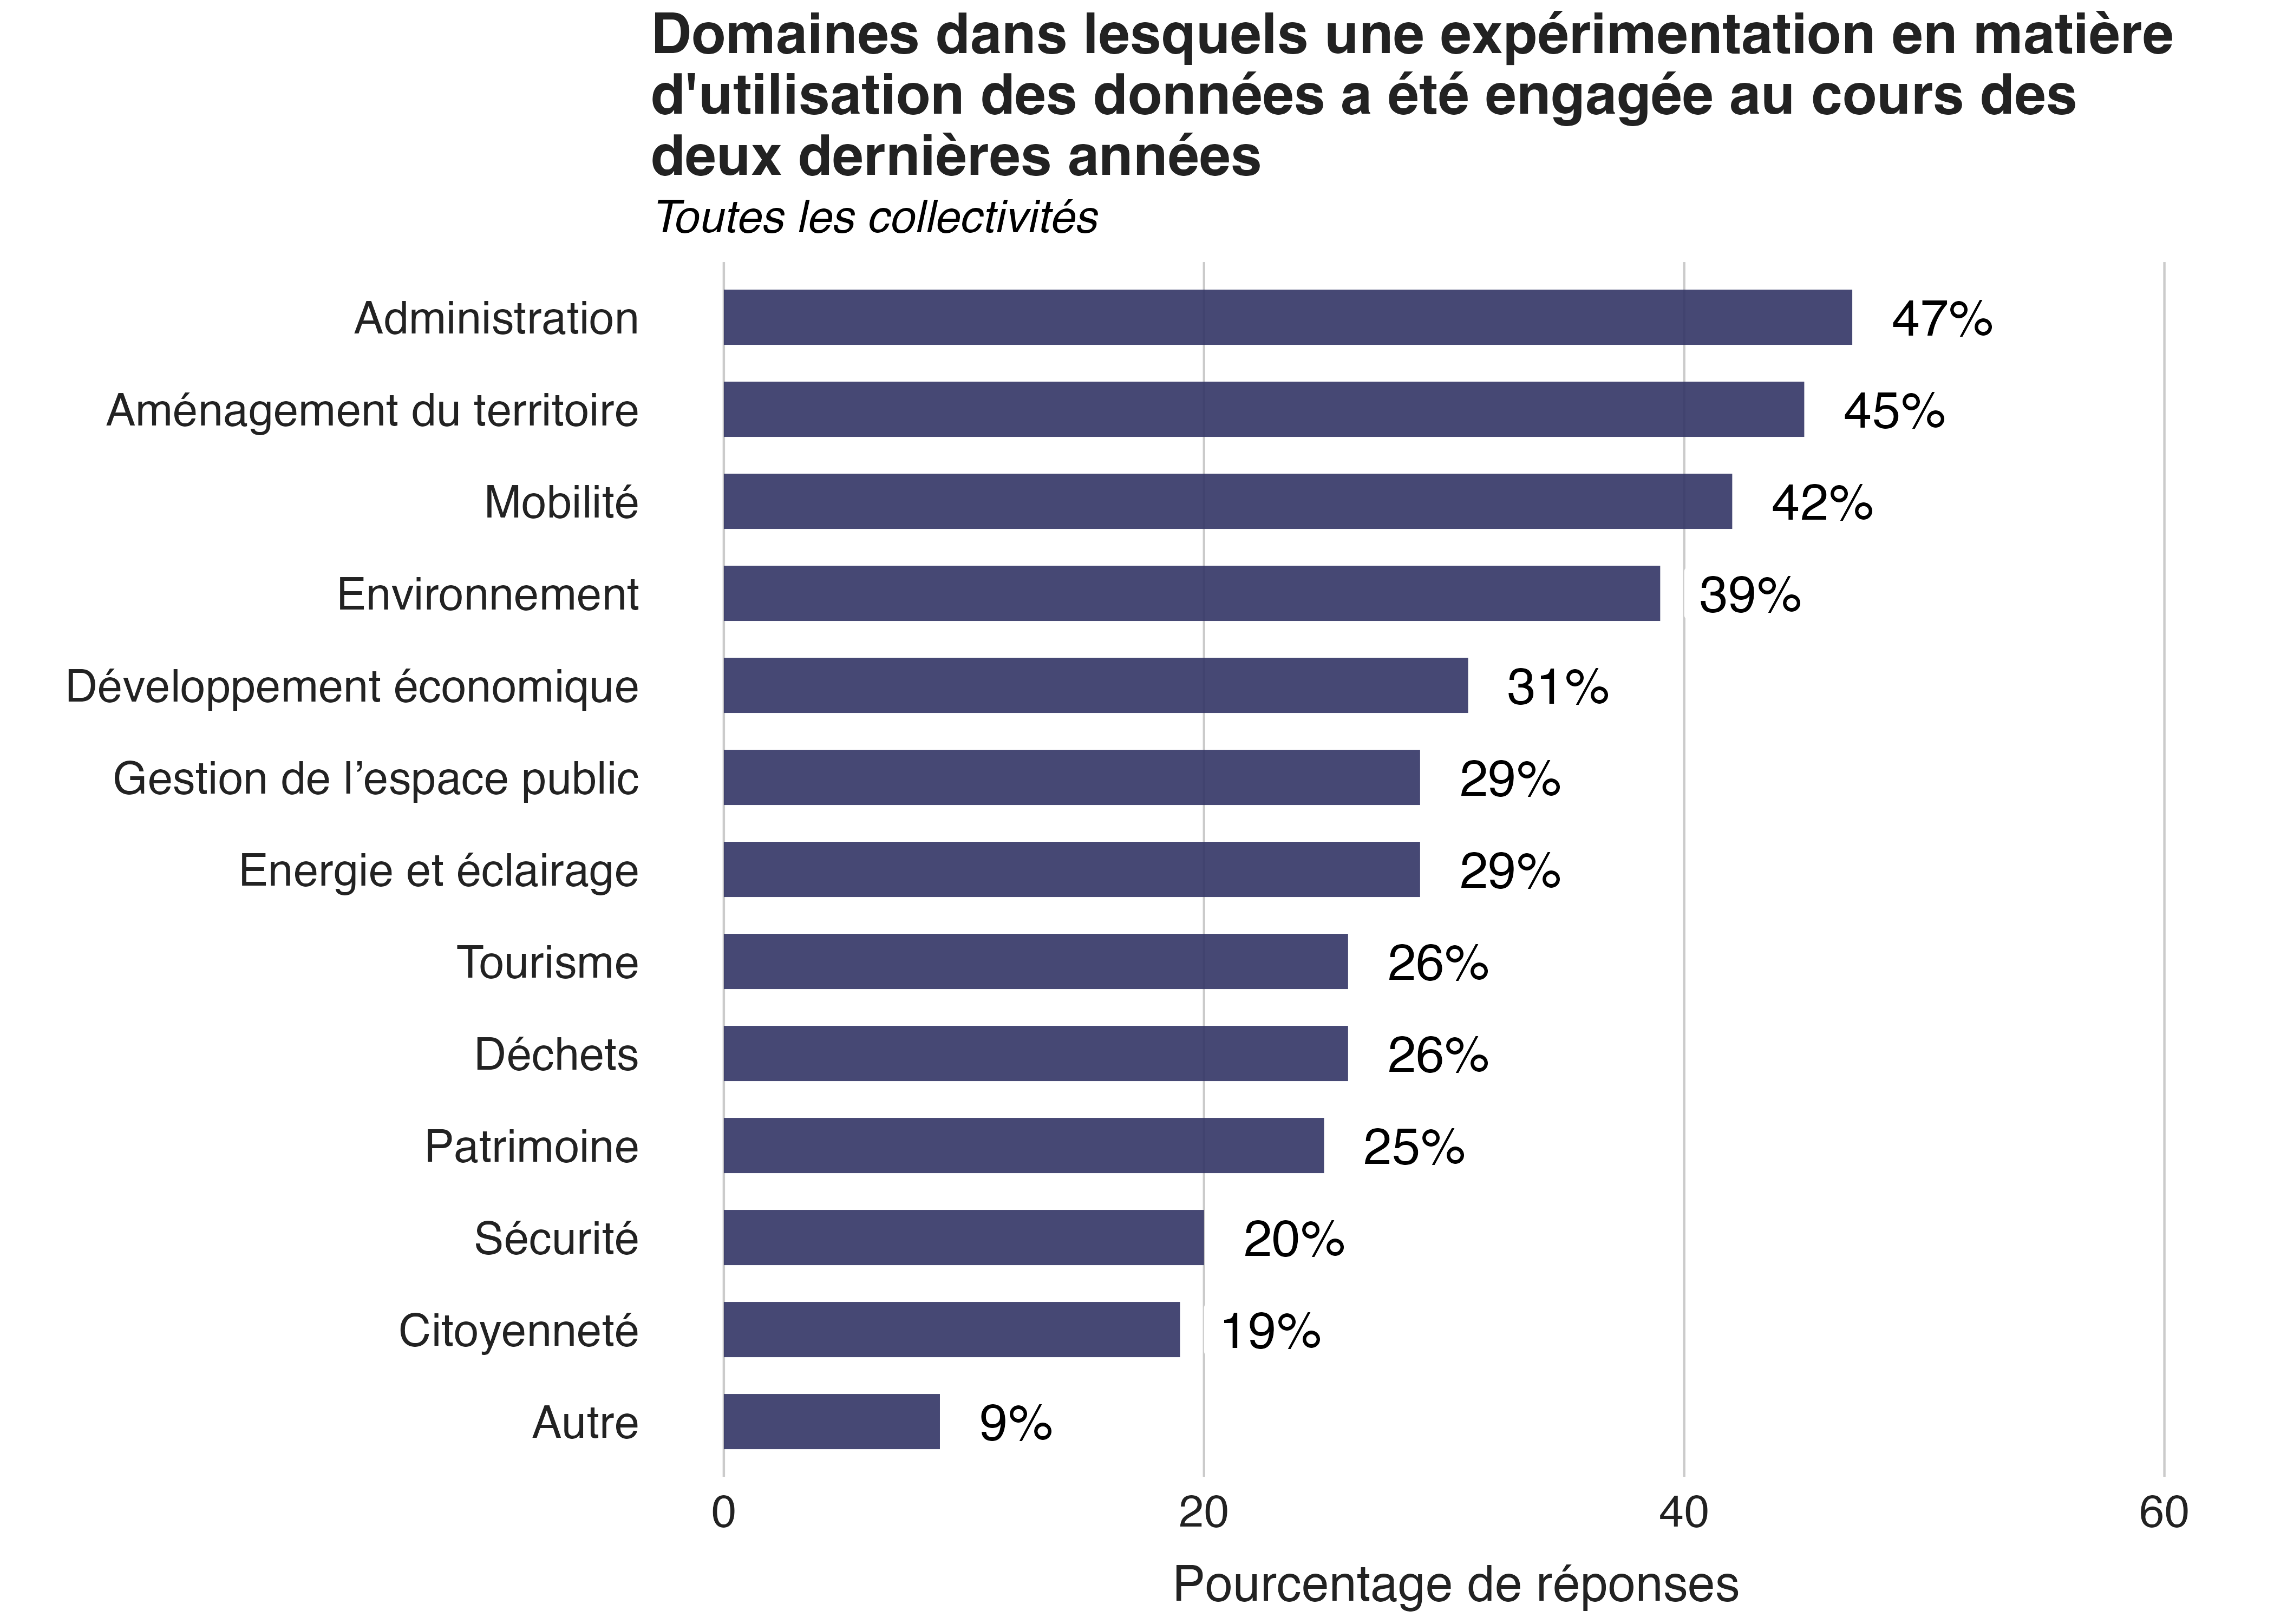 Domaines dans lesquels une expérimentation en matière
d'utilisation des données a été engagée au cours des
deux dernières années
Toutes les collectivités
Administration 47%
Aménagement du territoire 45%
Mobilité 42%
Environnement 39%
Développement économique 31%
Gestion de l’espace public 29%
Energie et éclairage 29%
Tourisme 26%
Déchets 26%
Patrimoine 25%
Sécurité 20%
Citoyenneté 19%
Autre 9%
0 20 40 60
Pourcentage de réponses